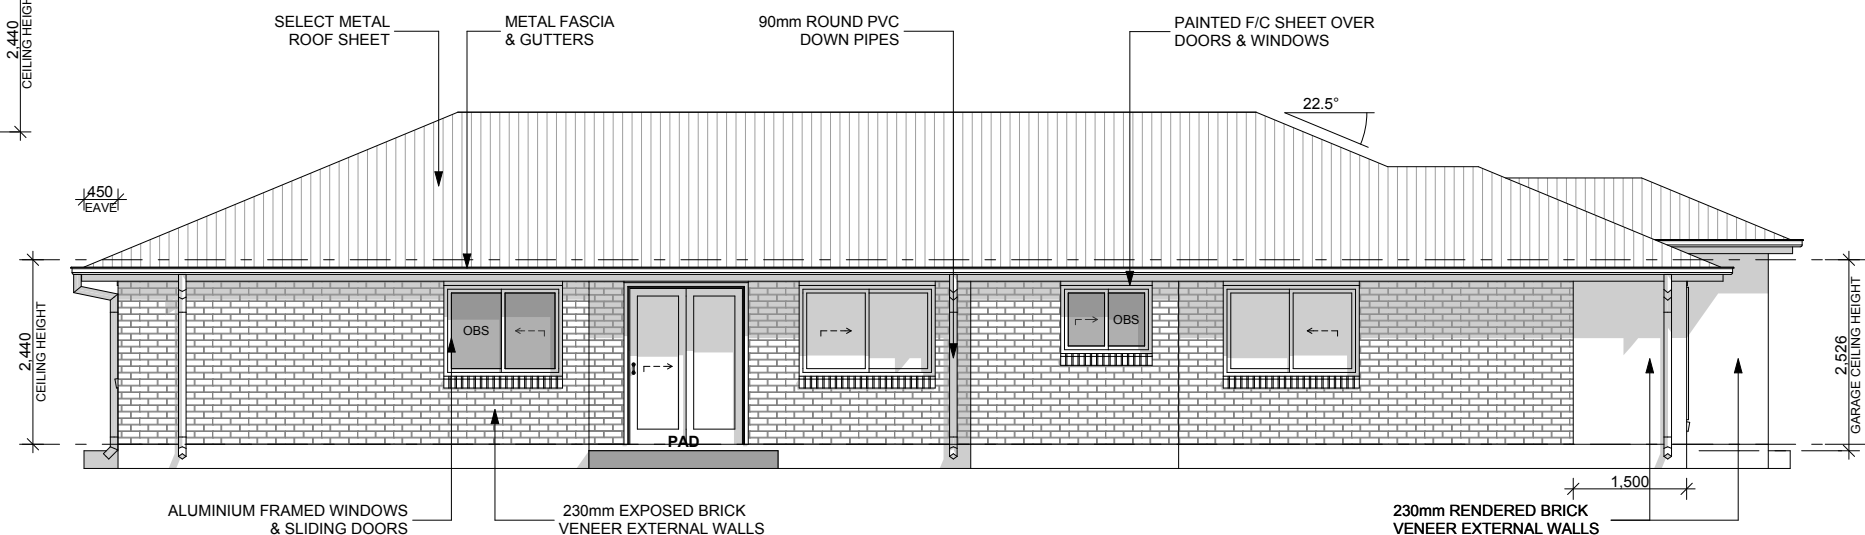 2,440
CEILING HEIGH
SELECT METAL
ROOF SHEET
METAL FASCIA
& GUTTERS
90mm ROUND PVC
DOWN PIPES
PAINTED F/C SHEET OVER
DOORS & WINDOWS
22.5°
450
EAVE
2,440
CEILING HEIGHT
OBS
OBS
PAD
2,526
GARAGE CEILING HEIGHT
1,500
ALUMINIUM FRAMED WINDOWS
& SLIDING DOORS
230mm EXPOSED BRICK
VENEER EXTERNAL WALLS
230mm RENDERED BRICK
VENEER EXTERNAL WALLS